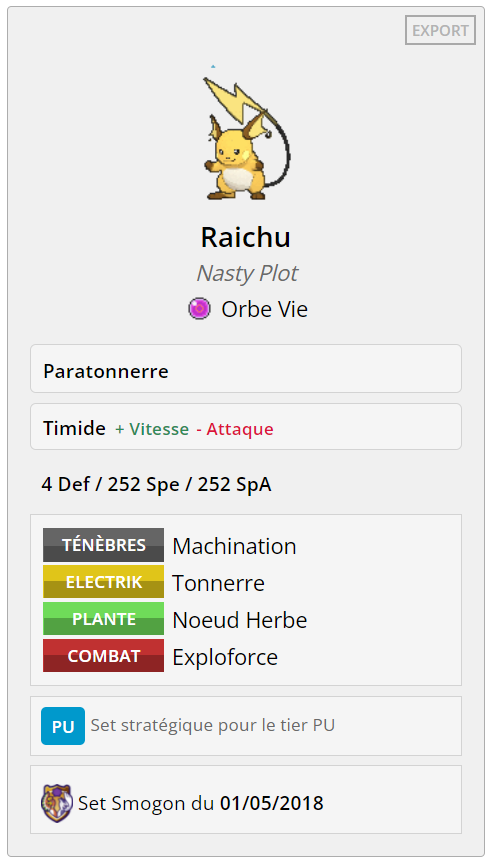 EXPORT
Raichu
Nasty Plot
Orbe Vie
Paratonnerre
Timide + Vitesse - Attaque
4 Def / 252 Spe / 252 SpA
TÉNÈBRES Machination
ELECTRIK Tonnerre
PLANTE Noeud Herbe
COMBAT Exploforce
PU Set stratégique pour le tier PU
Set Smogon du 01/05/2018